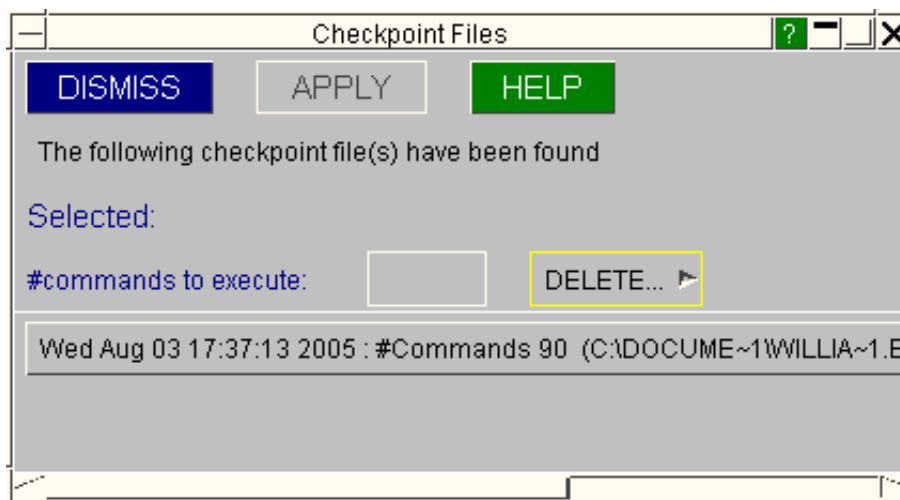 Checkpoint Files ?
DISMISS APPLY HELP
The following checkpoint file(s) have been found
Selected:
#commands to execute: DELETE...
Wed Aug 03 17:37:13 2005 : #Commands 90 (C:\DOCUME~1\WILLIA~1.E